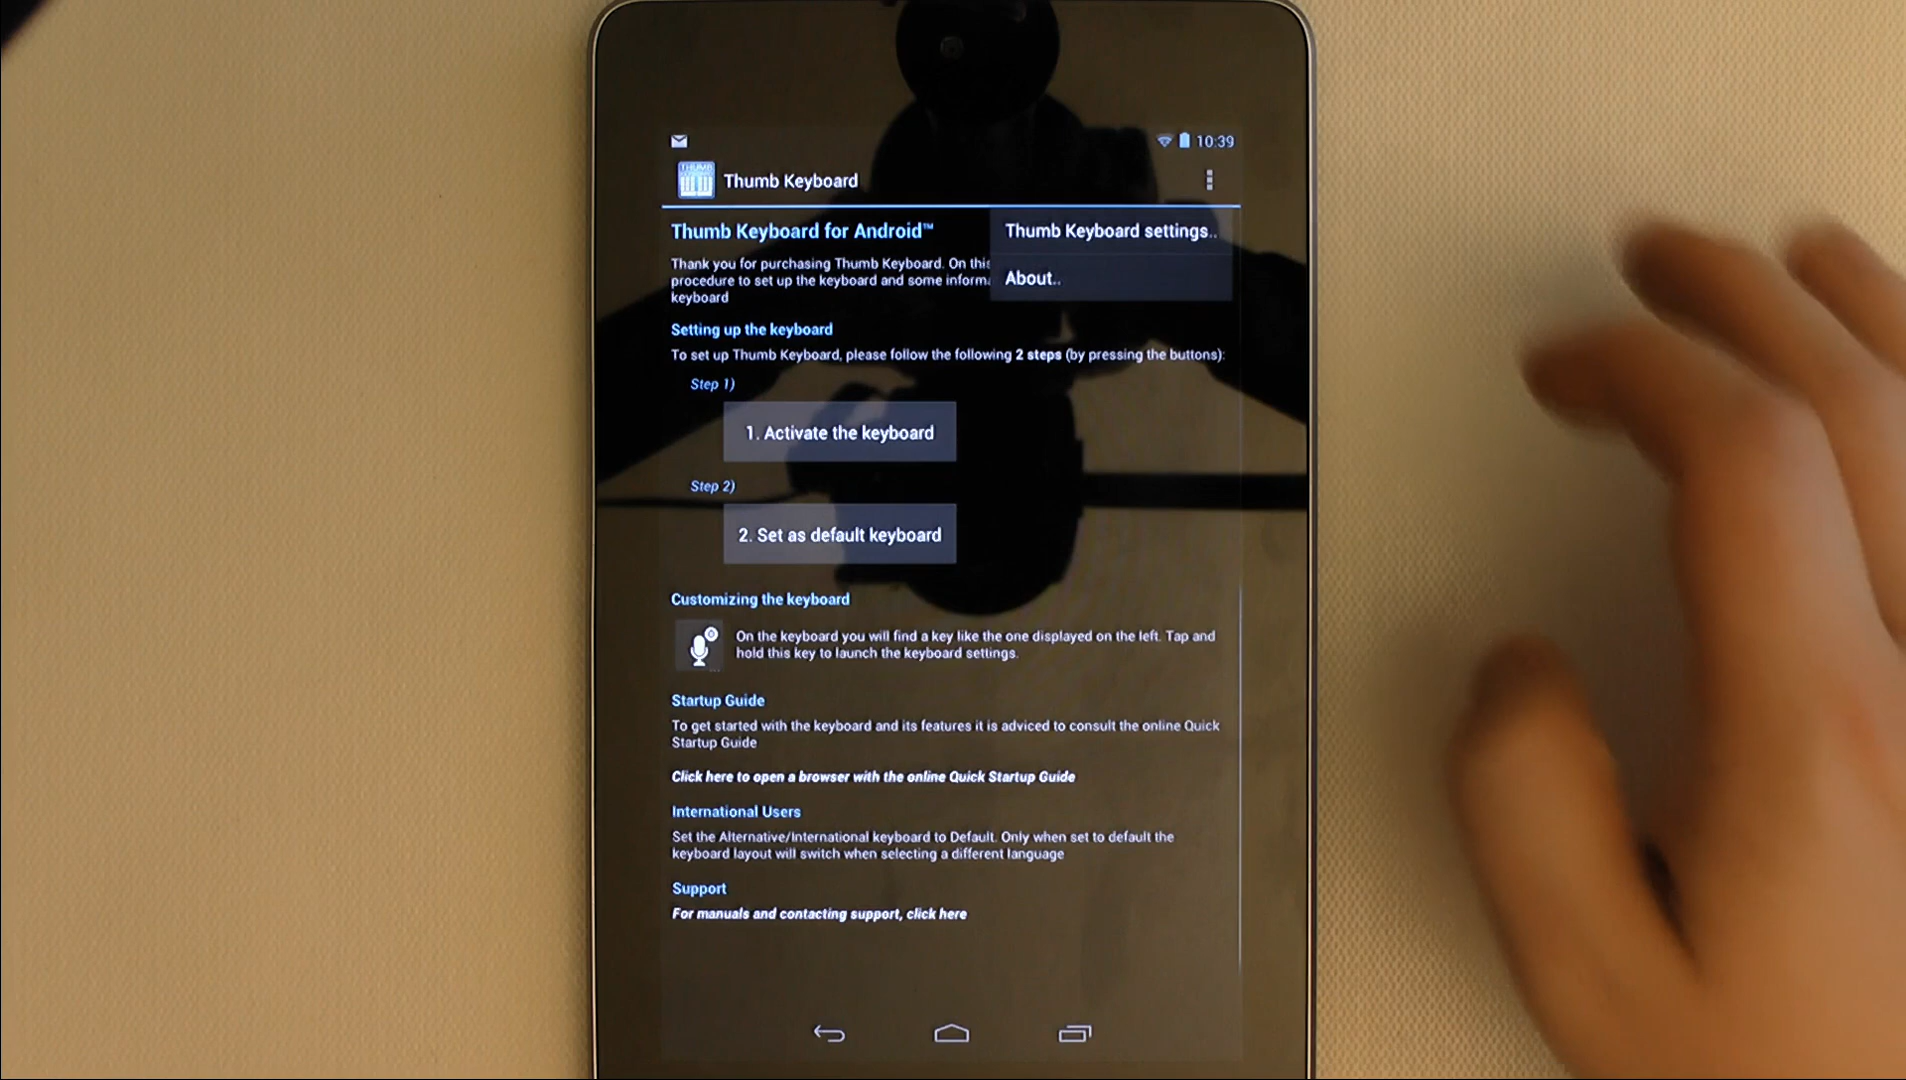 10:39
THUMB
Thumb Keyboard
Thumb Keyboard for Android™
Thumb Keyboard settings..
About..
Thank you for purchasing Thumb Keyboard. On this
procedure to set up the keyboard and some informa
keyboard
Setting up the keyboard
To set up Thumb Keyboard, please follow the following 2 steps (by pressing the buttons):
Step 1)
1. Activate the keyboard
Step 2)
2. Set as default keyboard
Customizing the keyboard
On the keyboard you will find a key like the one displayed on the left. Tap and
hold this key to launch the keyboard settings.
Startup Guide
To get started with the keyboard and its features it is adviced to consult the online Quick
Startup Guide
Click here to open a browser with the online Quick Startup Guide
International Users
Set the Alternative/International keyboard to Default. Only when set to default the
keyboard layout will switch when selecting a different language
Support
For manuals and contacting support, click here